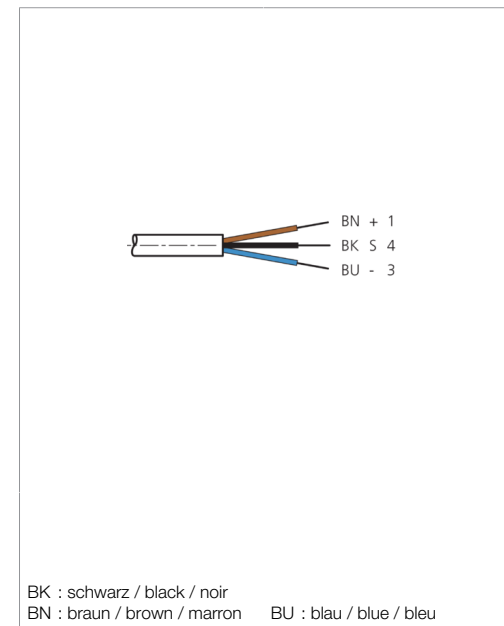 BN + 1
BK S 4
BU - 3
BK : schwarz / black / noir
BN : braun / brown / marron BU : blau / blue / bleu